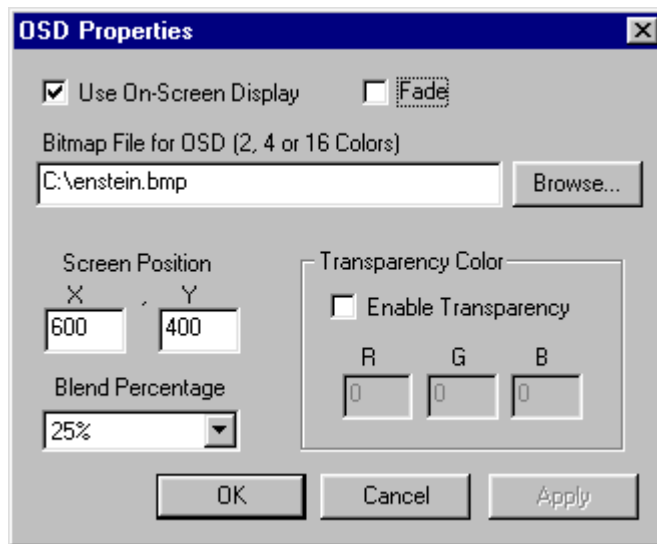 OSD Properties
Use On-Screen Display
Fade
Bitmap File for OSD (2, 4 or 16 Colors)
C:\enstein.bmp
Browse...
Screen Position
X , Y
600
400
Blend Percentage
25%
Transparency Color
Enable Transparency
R G B
0 0 0
OK
Cancel
Apply